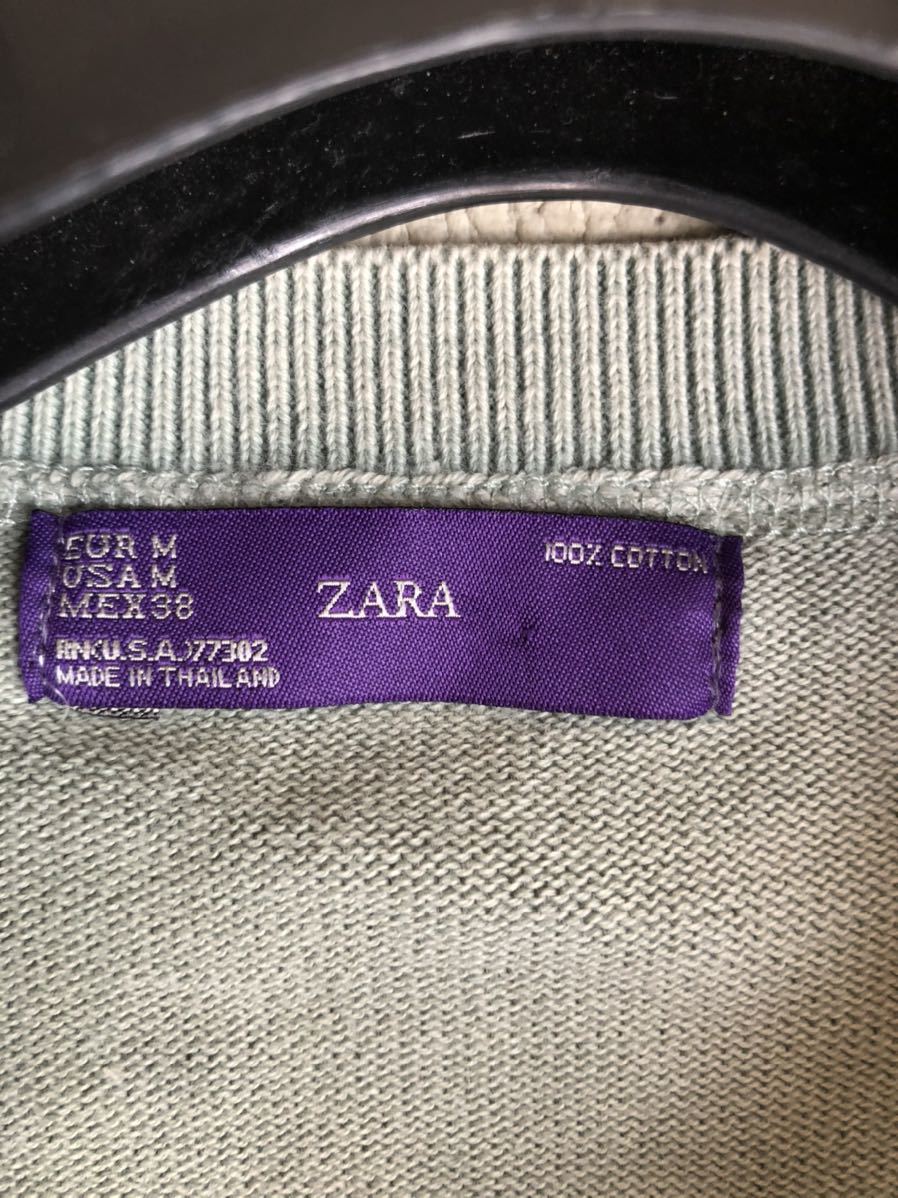 EUR M
USA M
MEX 38
RN(U.S.A.)77302
MADE IN THAILAND
ZARA
100% COTTON